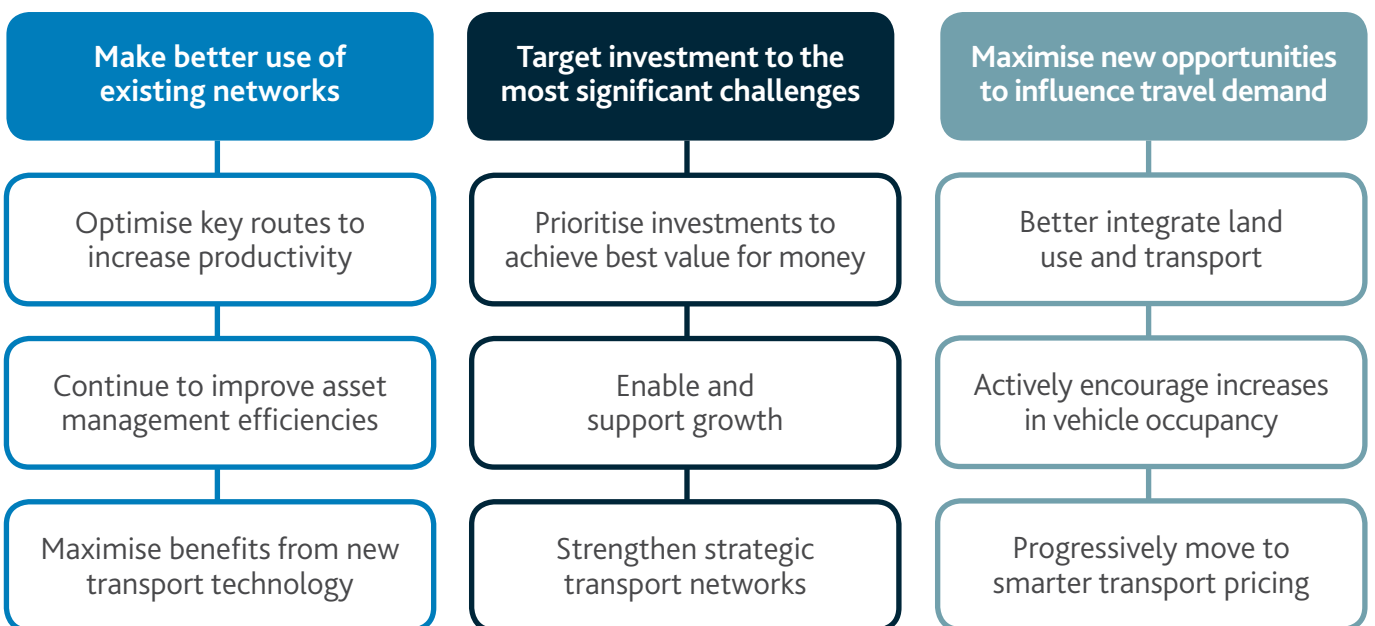 Make better use of
existing networks
Optimise key routes to
increase productivity
Continue to improve asset
management efficiencies
Maximise benefits from new
transport technology
Target investment to the
most significant challenges
Prioritise investments to
achieve best value for money
Enable and
support growth
Strengthen strategic
transport networks
Maximise new opportunities
to influence travel demand
Better integrate land
use and transport
Actively encourage increases
in vehicle occupancy
Progressively move to
smarter transport pricing